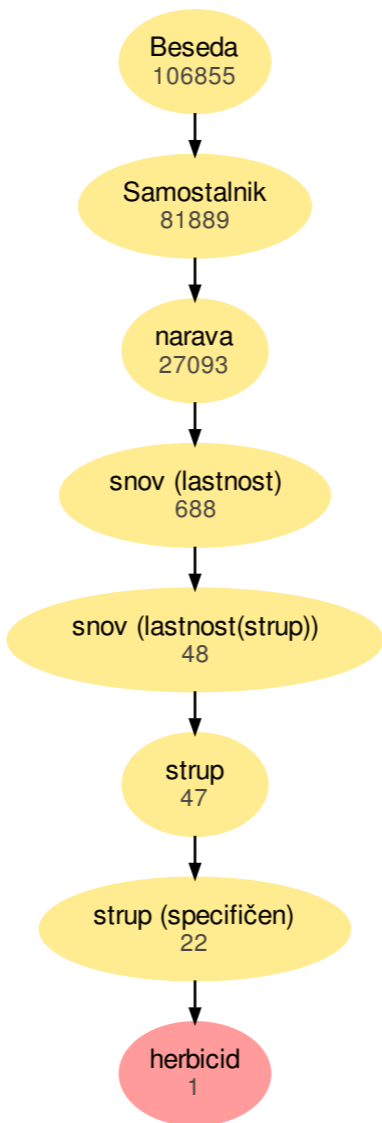 Beseda
106855
Samostalnik
81889
narava
27093
snov (lastnost)
688
snov (lastnost(strup))
48
strup
47
strup (specifičen)
22
herbicid
1